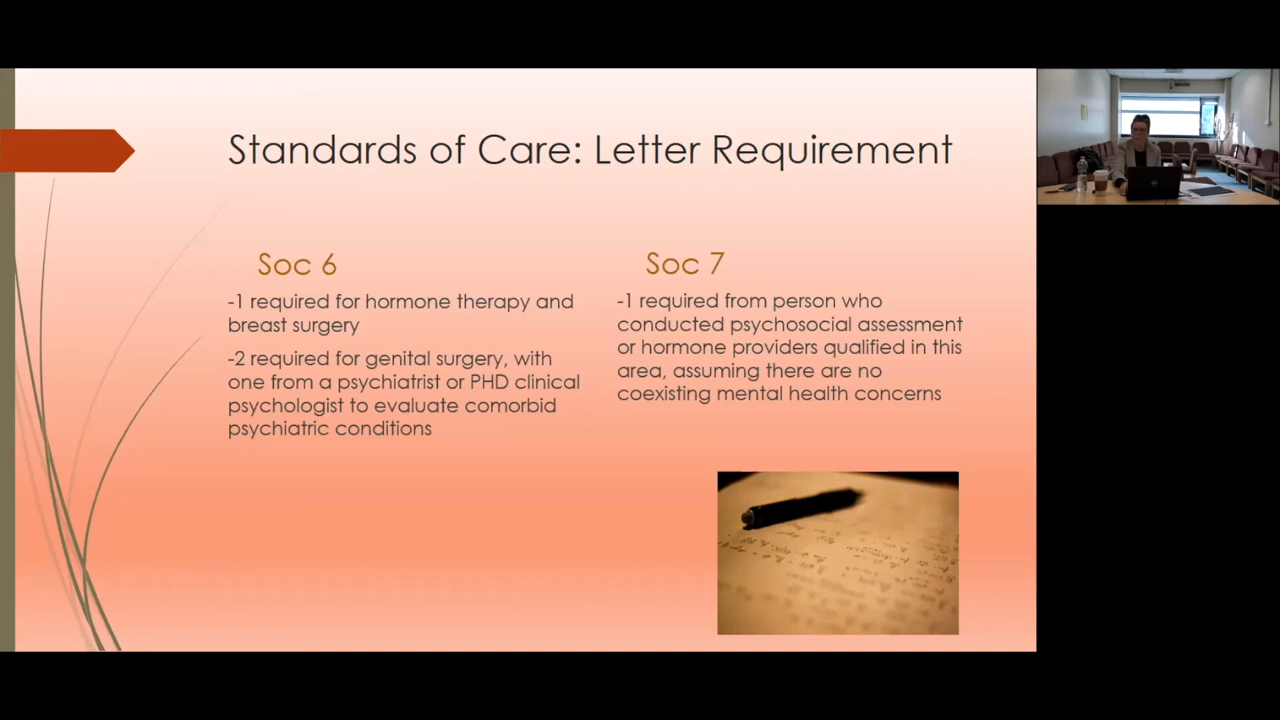 Standards of Care: Letter Requirement
Soc 6
-1 required for hormone therapy and
breast surgery
-2 required for genital surgery, with
one from a psychiatrist or PHD clinical
psychologist to evaluate comorbid
psychiatric conditions
Soc 7
-1 required from person who
conducted psychosocial assessment
or hormone providers qualified in this
area, assuming there are no
coexisting mental health concerns